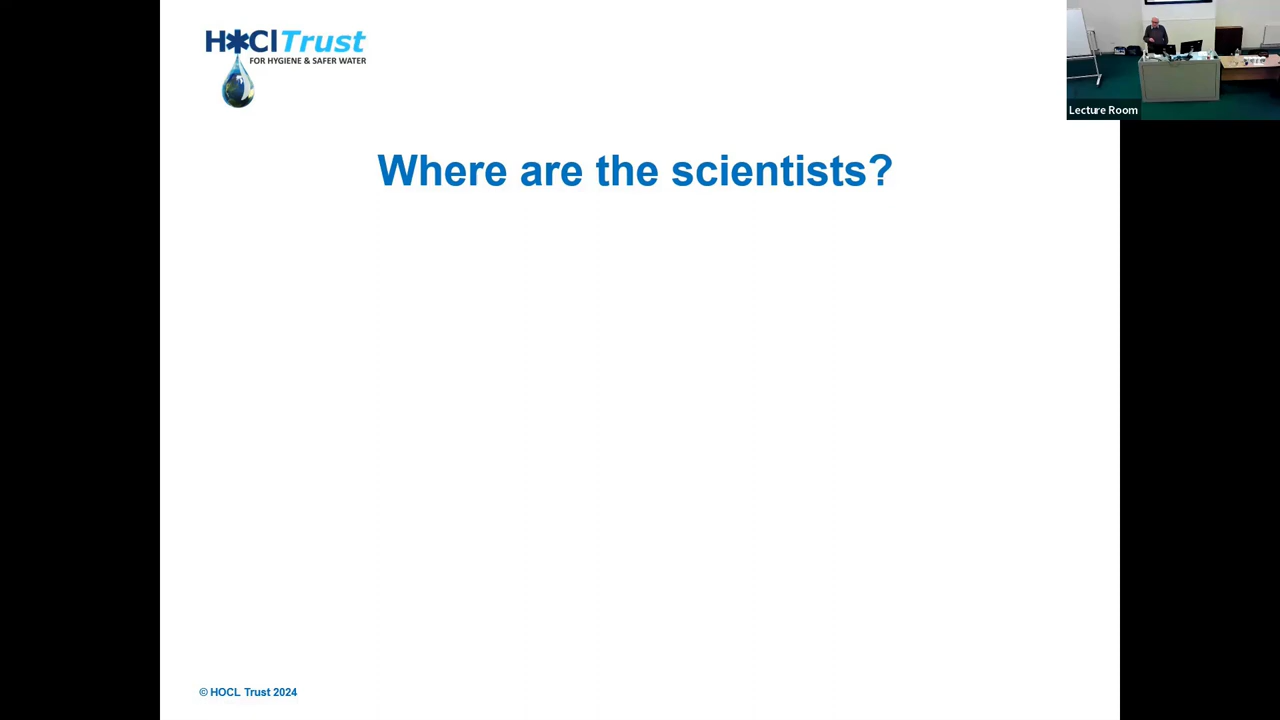 H*Cl Trust
FOR HYGIENE & SAFER WATER
Lecture Room
Where are the scientists?
© HOCL Trust 2024